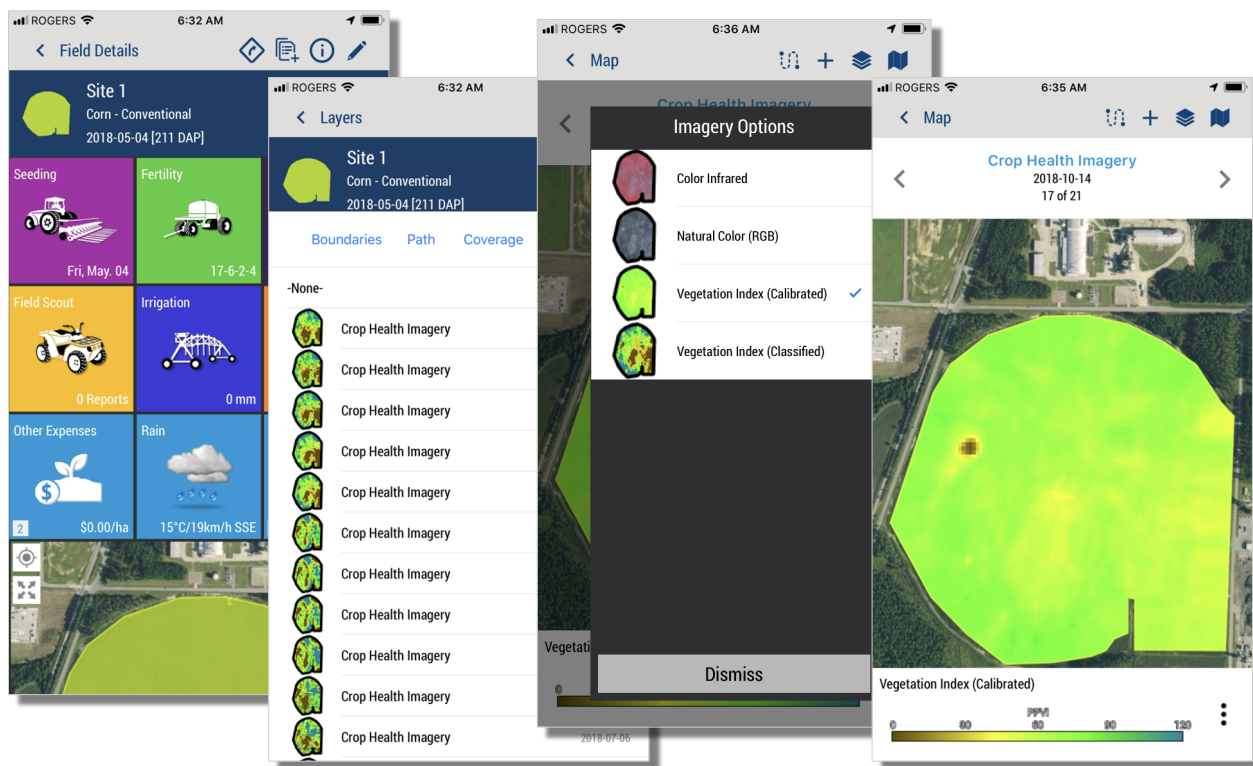 ROGERS
6:32 AM
Field Details
Site 1
Corn - Conventional
2018-05-04 [211 DAP]
Seeding
Fri, May. 04
Fertility
17-6-2-4
Field Scout
0 Reports
Irrigation
0 mm
Other Expenses
2
$0.00/ha
Rain
15°C/19km/h SSE
ROGERS
6:32 AM
Layers
Site 1
Corn - Conventional
2018-05-04 [211 DAP]
Boundaries
Path
Coverage
-None-
Crop Health Imagery
Crop Health Imagery
Crop Health Imagery
Crop Health Imagery
Crop Health Imagery
Crop Health Imagery
Crop Health Imagery
Crop Health Imagery
Crop Health Imagery
Crop Health Imagery
Crop Health Imagery
2018-07-06
ROGERS
6:36 AM
Map
Crop Health Imagery
Imagery Options
Color Infrared
Natural Color (RGB)
Vegetation Index (Calibrated)
Vegetation Index (Classified)
Dismiss
Vegetati
0
ROGERS
6:35 AM
Map
Crop Health Imagery
2018-10-14
17 of 21
Vegetation Index (Calibrated)
PPVI
0 30 60 90 120